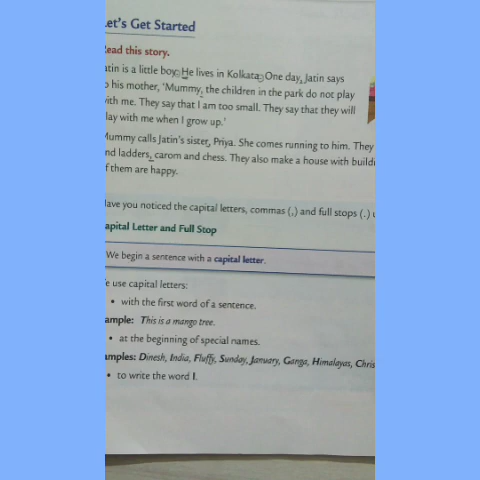 et's Get Started
ead this story.
atin is a little boy. He lives in Kolkata. One day, Jatin says
o his mother, 'Mummy, the children in the park do not play
ith me. They say that I am too small. They say that they will
lay with me when I grow up.'
Mummy calls Jatin's sister, Priya. She comes running to him. They
nd ladders, carom and chess. They also make a house with buildi
f them are happy.
ave you noticed the capital letters, commas (,) and full stops (.) u
apital Letter and Full Stop
We begin a sentence with a capital letter.
e use capital letters:
• with the first word of a sentence.
ample: This is a mango tree.
• at the beginning of special names.
amples: Dinesh, India, Fluffy, Sunday, January, Ganga, Himalayas, Chris
• to write the word I.